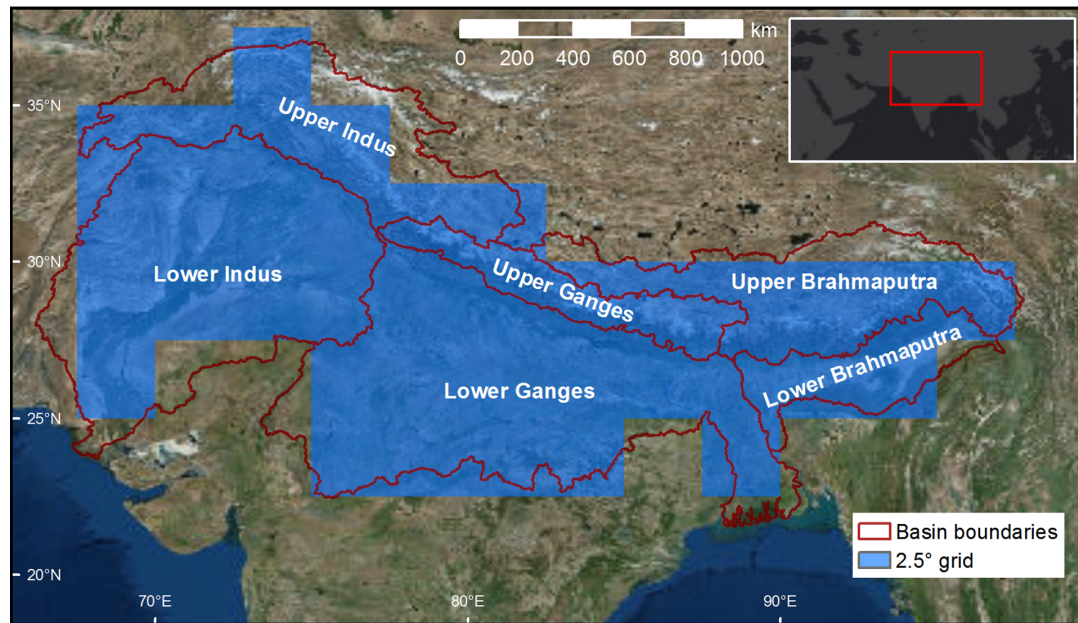 km
0 200 400 600 800 1000
35°N
Upper Indus
30°N
Lower Indus
Upper Ganges
Upper Brahmaputra
Lower Brahmaputra
Lower Ganges
25°N
Basin boundaries
2.5° grid
20°N
70°E 80°E 90°E